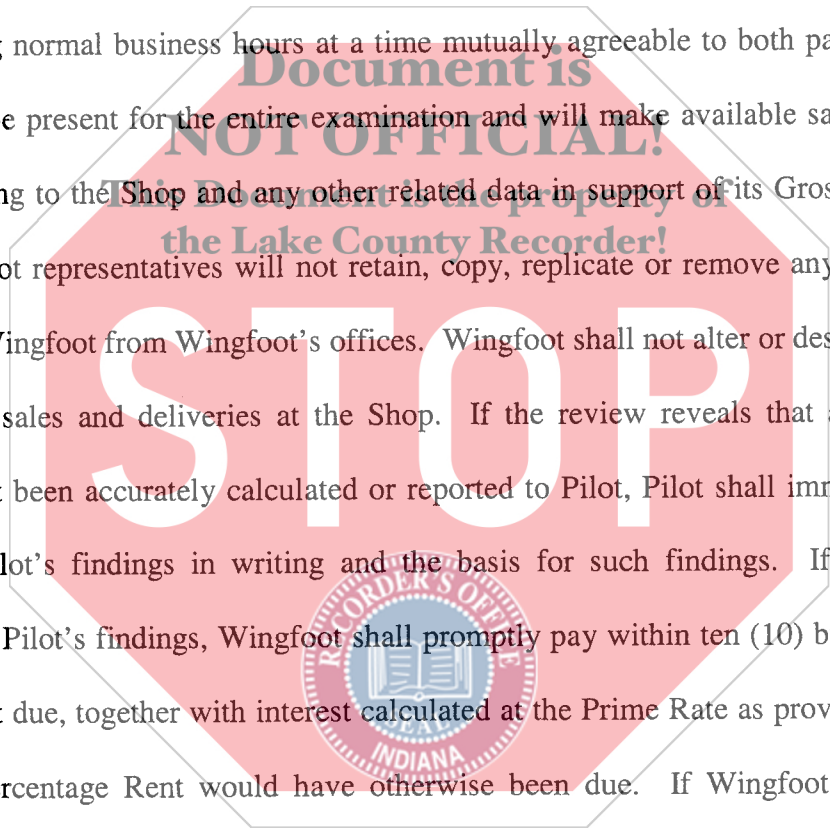 normal business hours at a time mutually agreeable to both
Document is
e present for the entire examination and will make available
NOT OFFICIAL!
ng to the Shop and any other related data in support of its
This Document is the property of
the Lake County Recorder!
ot representatives will not retain, copy, replicate or remove any
ingfoot from Wingfoot's offices. Wingfoot shall not alter or
STOP
sales and deliveries at the Shop. If the review reveals that
been accurately calculated or reported to Pilot, Pilot shall
lot's findings in writing and the basis for such findings. If
RECORDER'S OFFICE
Pilot's findings, Wingfoot shall promptly pay within ten (10) b
due, together with interest calculated at the Prime Rate as prov
SEAL
INDIANA
rcentage Rent would have otherwise been due. If Wingfoot